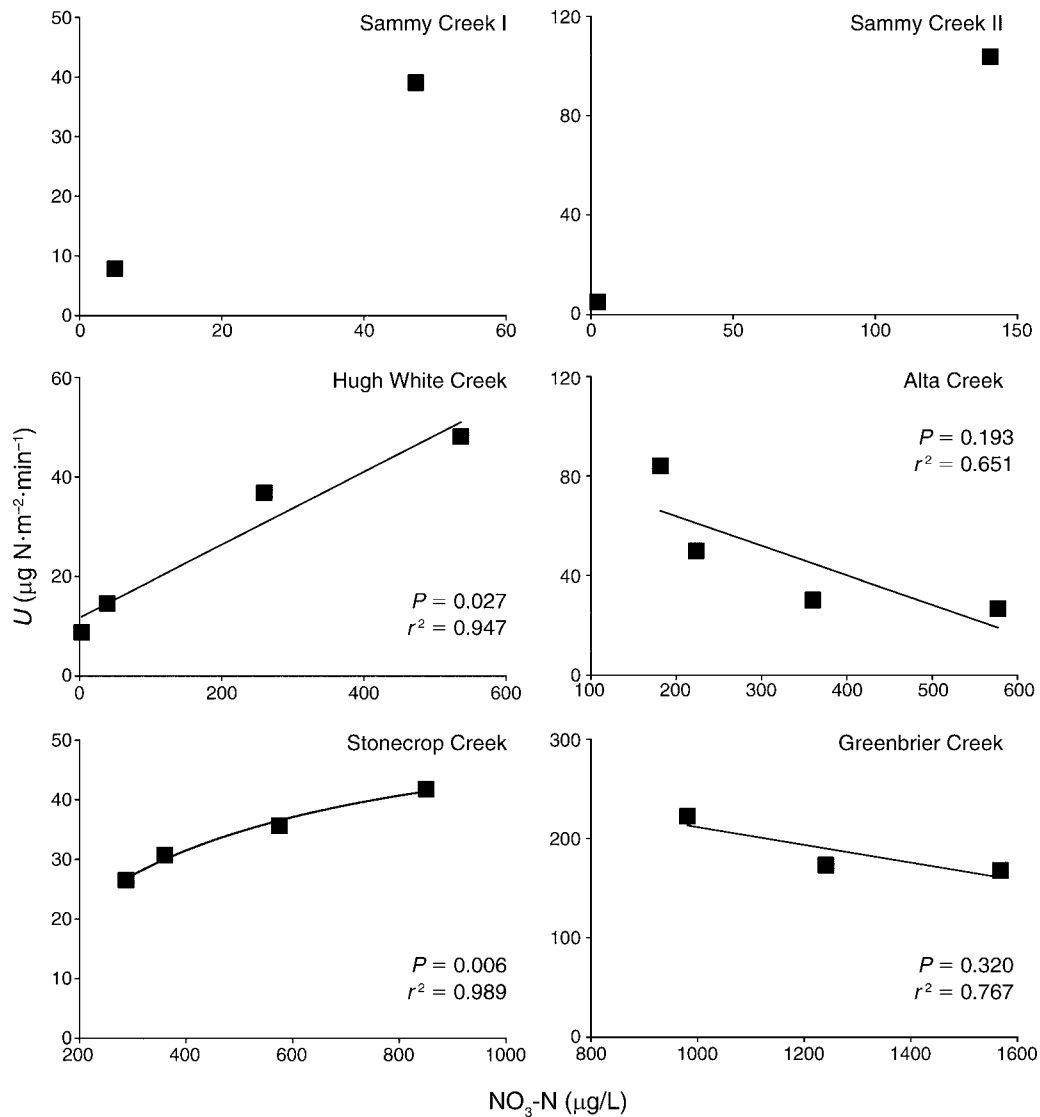 Sammy Creek I
50
40
30
20
10
0
0 20 40 60
Sammy Creek II
120
80
40
0
0 50 100 150
Hugh White Creek
60
40
20
0
P = 0.027
r² = 0.947
0 200 400 600
Alta Creek
120
80
40
0
P = 0.193
r² = 0.651
100 200 300 400 500 600
Stonecrop Creek
50
40
30
20
10
0
P = 0.006
r² = 0.989
200 400 600 800 1000
Greenbrier Creek
300
200
100
0
P = 0.320
r² = 0.767
800 1000 1200 1400 1600
U (μg N·m⁻²·min⁻¹)
NO₃-N (μg/L)